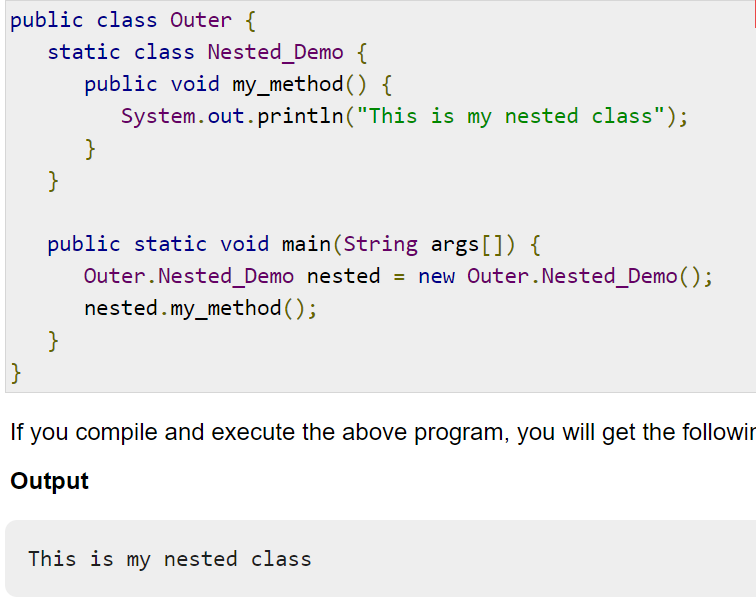 public class Outer {
   static class Nested_Demo {
      public void my_method() {
         System.out.println("This is my nested class");
      }
   }

   public static void main(String args[]) {
      Outer.Nested_Demo nested = new Outer.Nested_Demo();
      nested.my_method();
   }
}
If you compile and execute the above program, you will get the
Output
This is my nested class